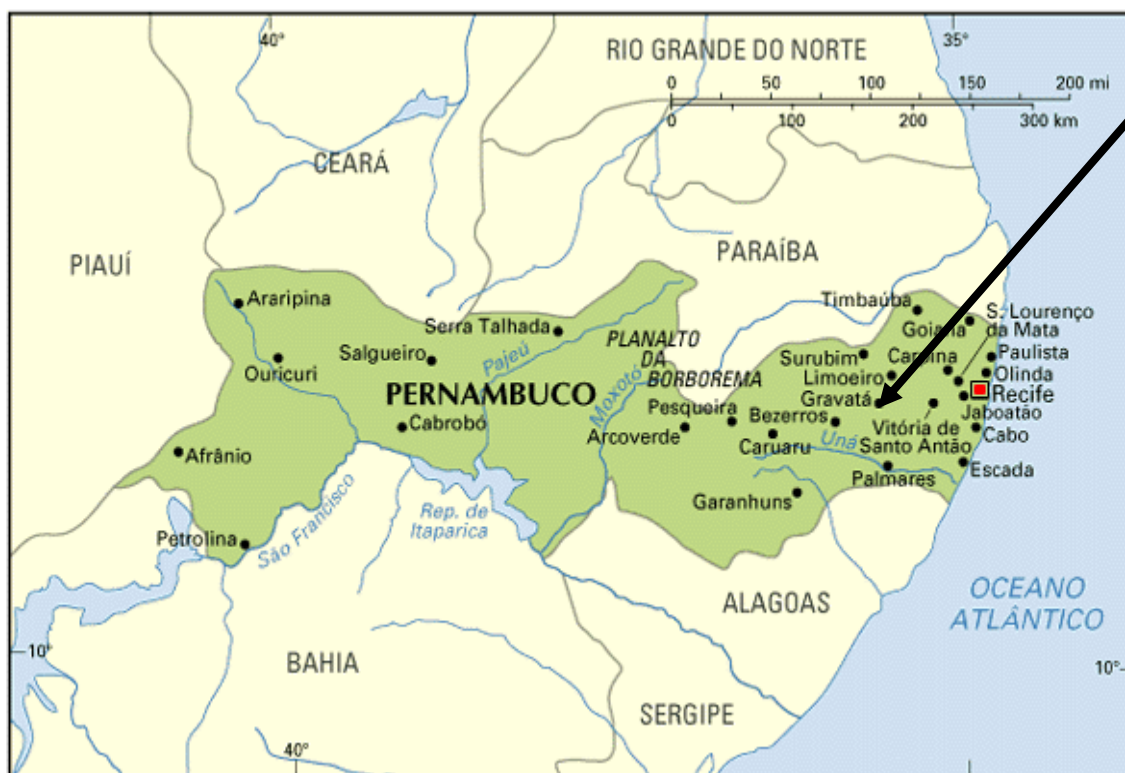 40°
35°
RIO GRANDE DO NORTE
0 50 100 150 200 mi
0 100 200 300 km
CEARÁ
PIAUÍ
PARAÍBA
Araripina
Timbaúba
S. Lourenço
da Mata
Goiana
Serra Talhada
PLANALTO
DA
BORBOREMA
Salgueiro
Pajeú
Surubim
Carpina
Paulista
Ouricuri
Limoeiro
Olinda
PERNAMBUCO
Moxotó
Gravatá
Recife
Pesqueira
Bezerros
Jaboatão
Cabrobó
Arcoverde
Caruaru
Uná
Vitória de
Santo Antão
Cabo
Afrânio
Palmares
Escada
Garanhuns
Rep. de
Itaparica
Petrolina
São Francisco
OCEANO
ATLÂNTICO
ALAGOAS
BAHIA
10°
10°
SERGIPE
40°